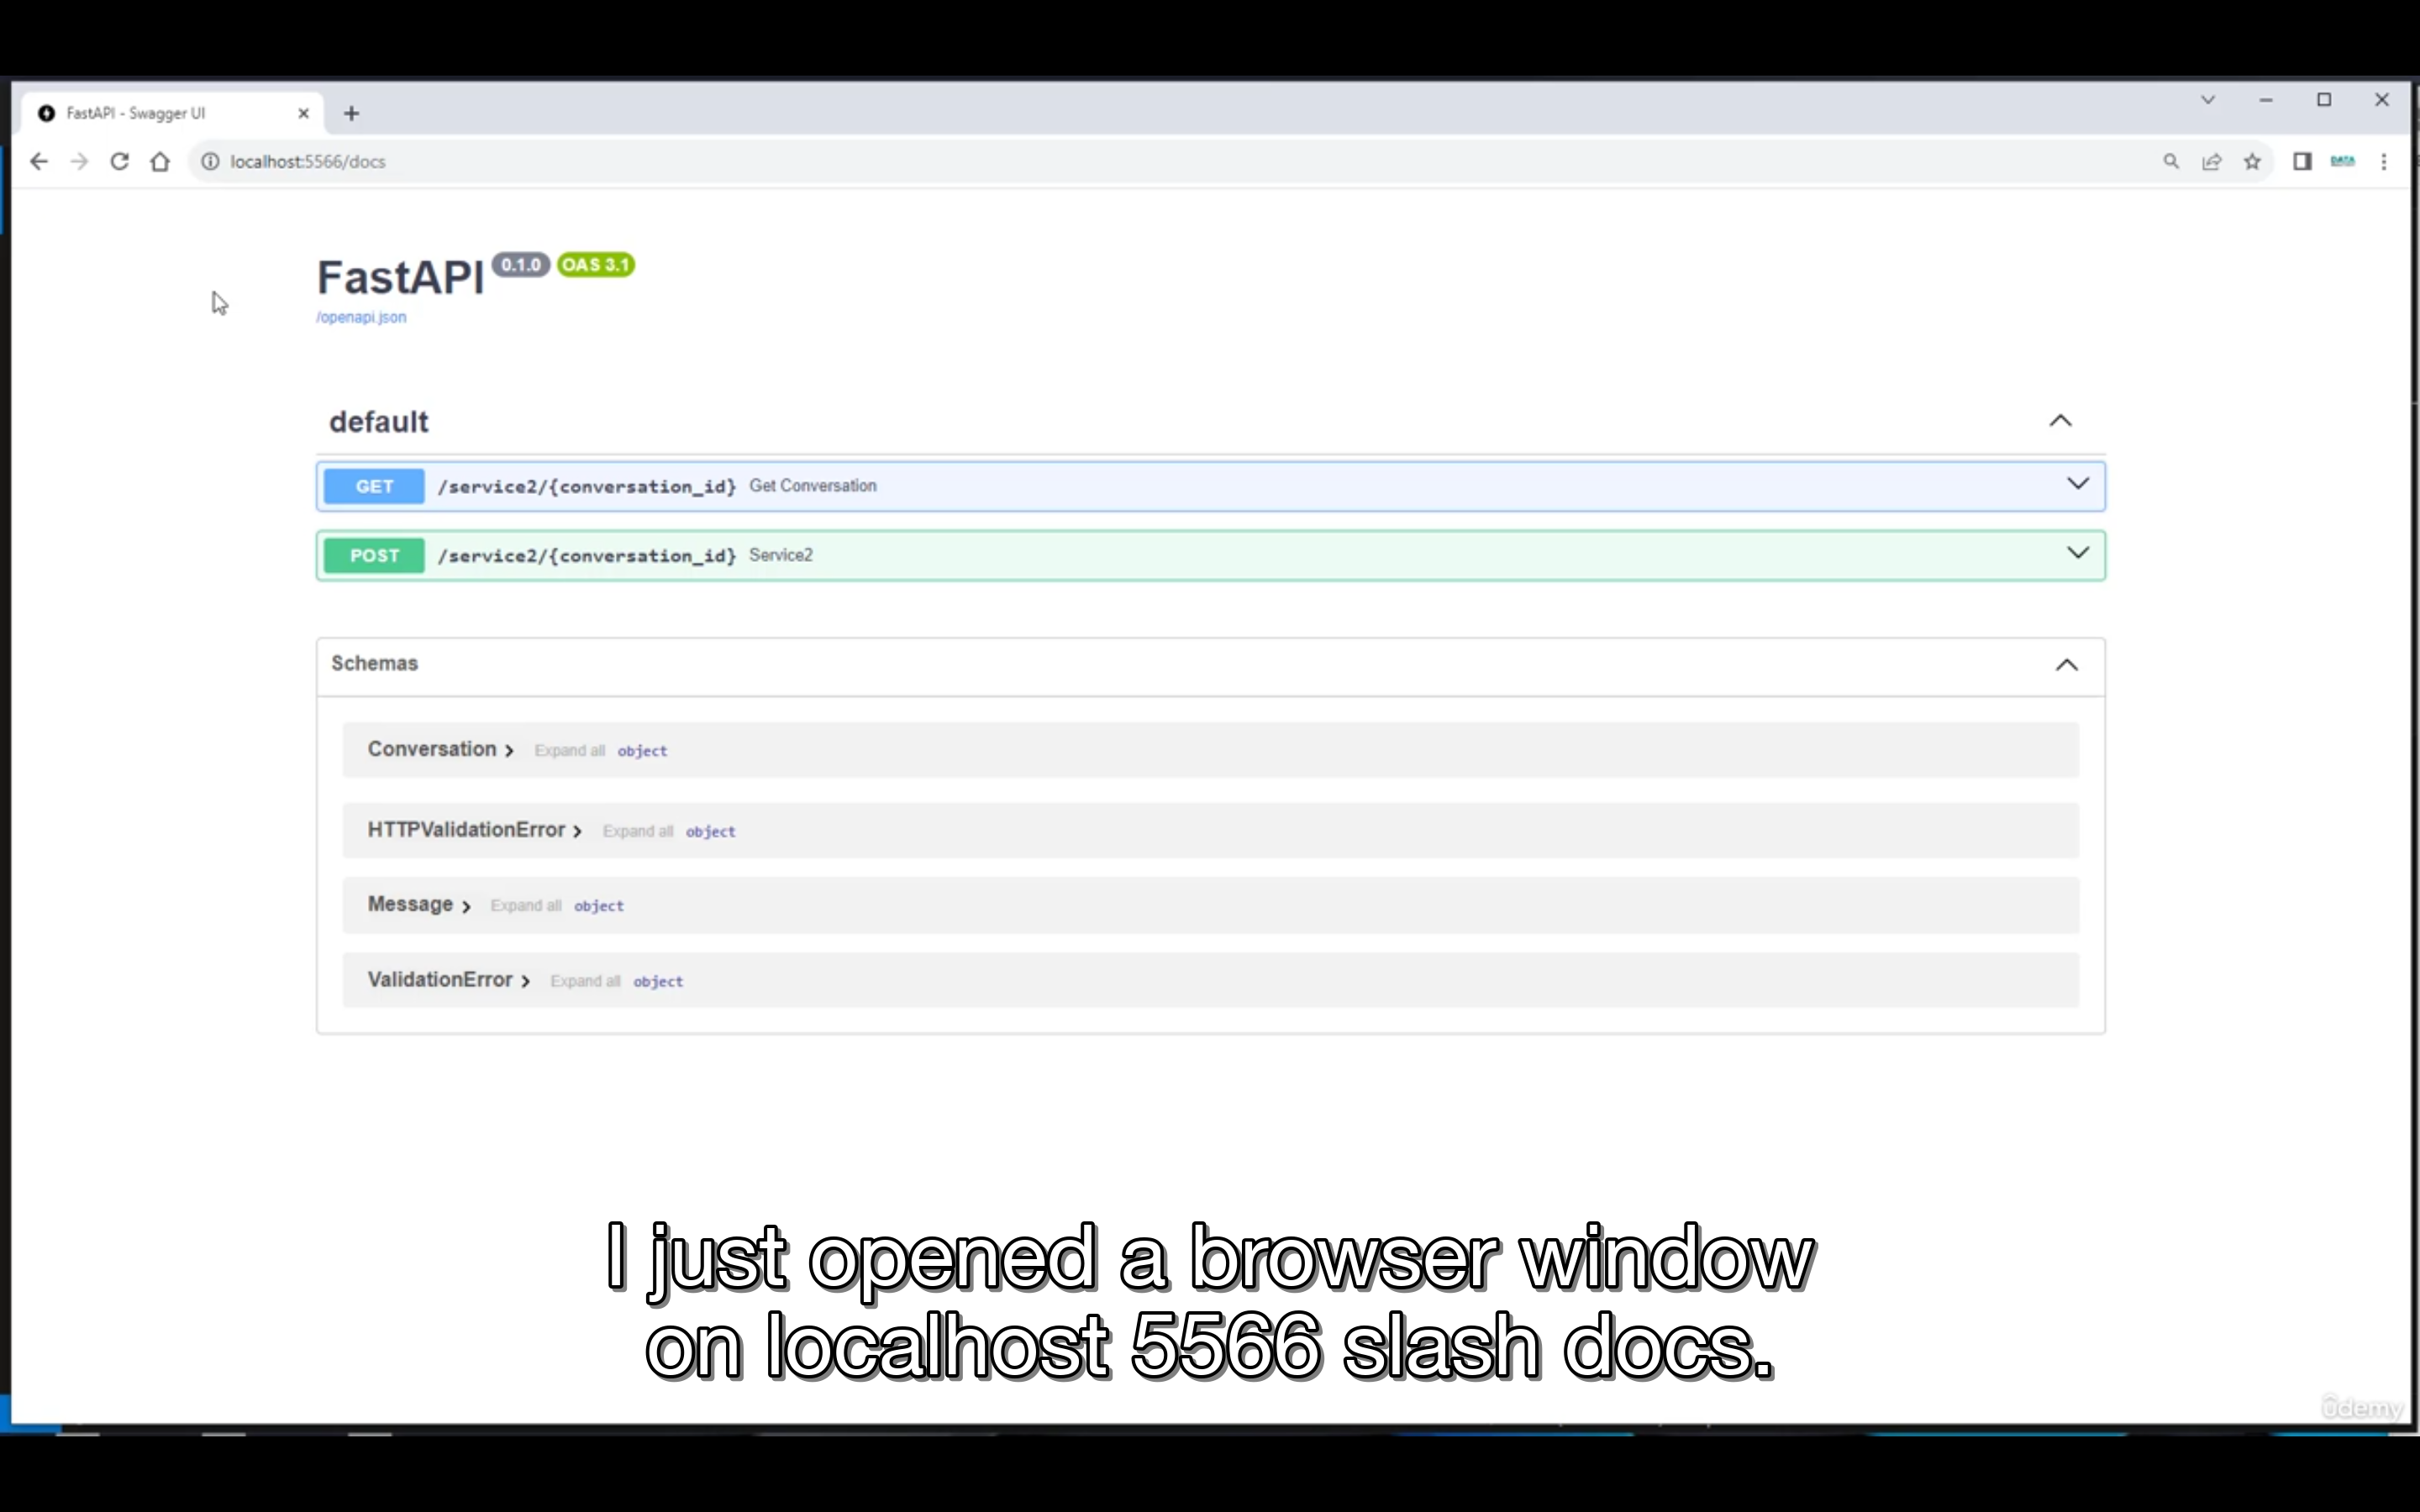 FastAPI - Swagger UI
localhost:5566/docs
DATA
FastAPI 0.1.0 OAS 3.1
/openapi.json
default
GET /service2/{conversation_id} Get Conversation
POST /service2/{conversation_id} Service2
Schemas
Conversation Expand all object
HTTPValidationError Expand all object
Message Expand all object
ValidationError Expand all object
I just opened a browser window
on localhost 5566 slash docs.
ûdemy